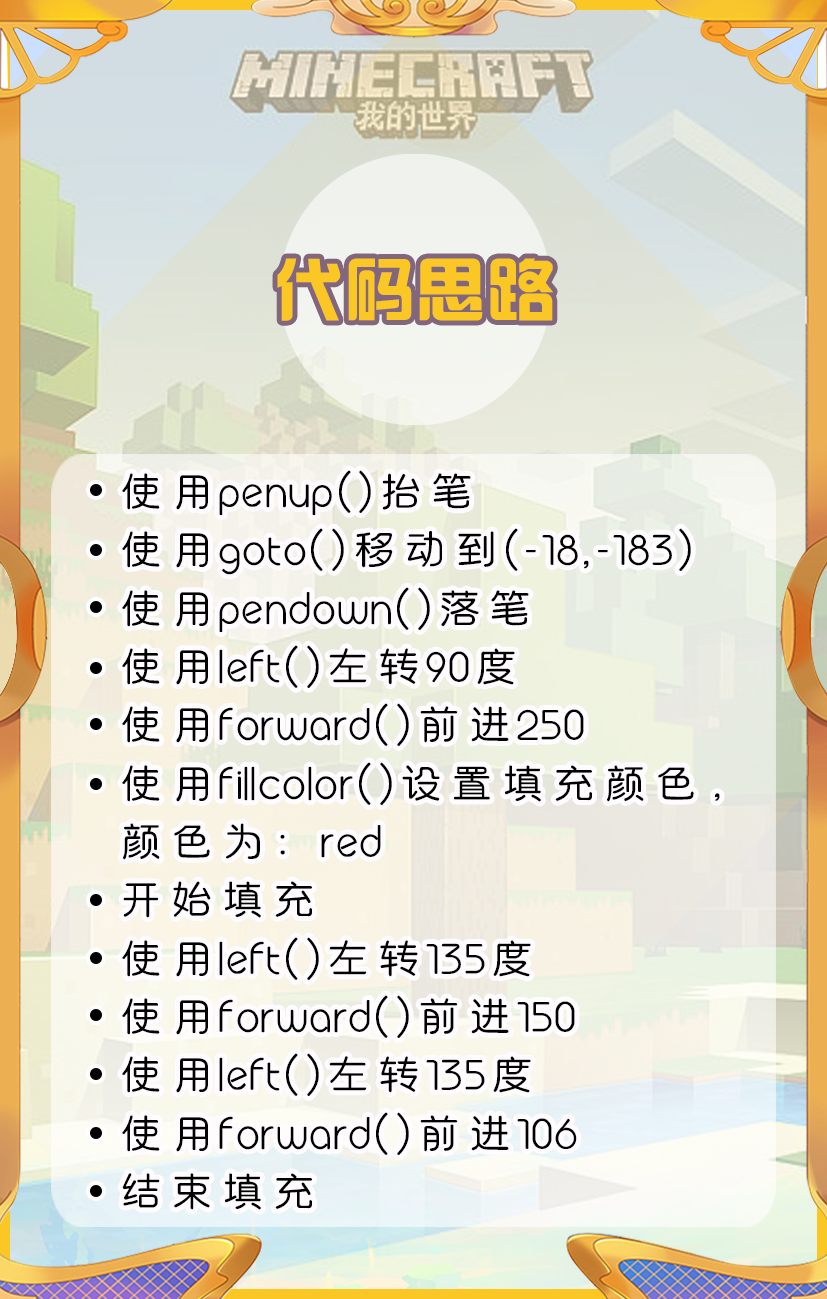 MINECRAFT
我的世界
代码思路
• 使用penup()抬笔
• 使用goto()移动到(-18,-183)
• 使用pendown()落笔
• 使用left()左转90度
• 使用forward()前进250
• 使用fillcolor()设置填充颜色，
颜色为：red
• 开始填充
• 使用left()左转135度
• 使用forward()前进150
• 使用left()左转135度
• 使用forward()前进106
• 结束填充